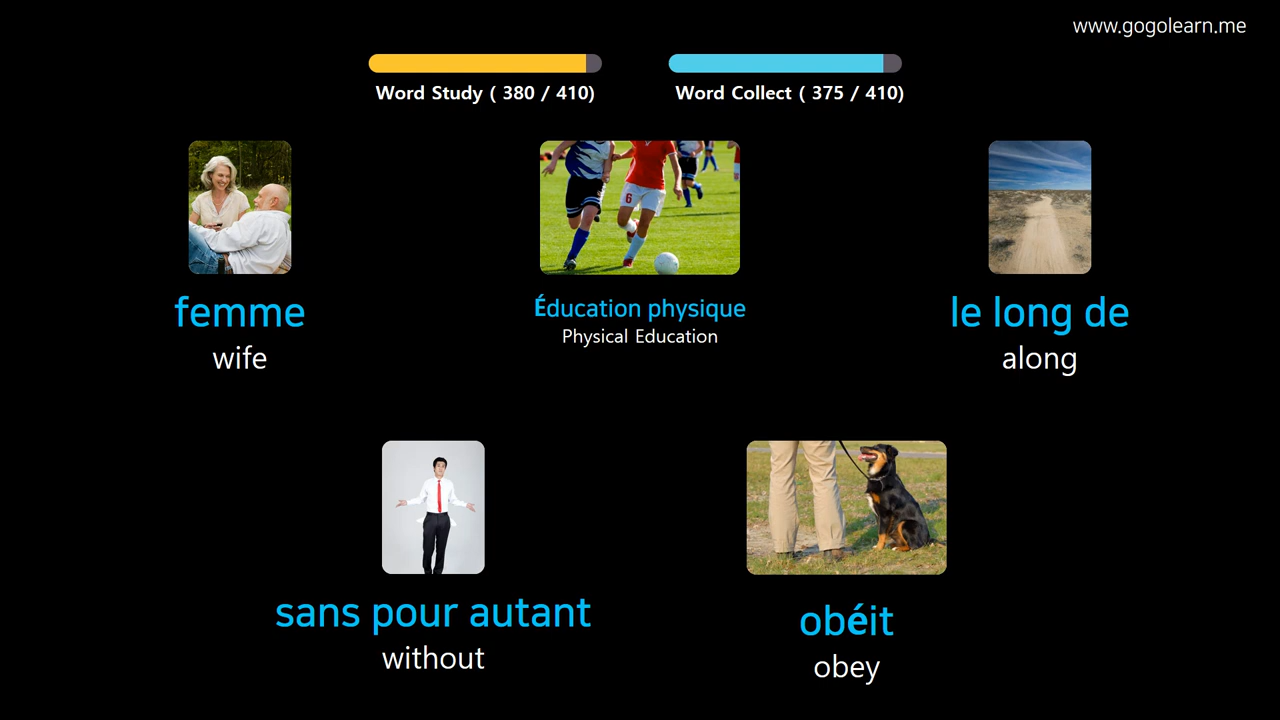 www.gogolearn.me
Word Study ( 380 / 410)
Word Collect ( 375 / 410)
femme
wife
Éducation physique
Physical Education
le long de
along
sans pour autant
without
obéit
obey